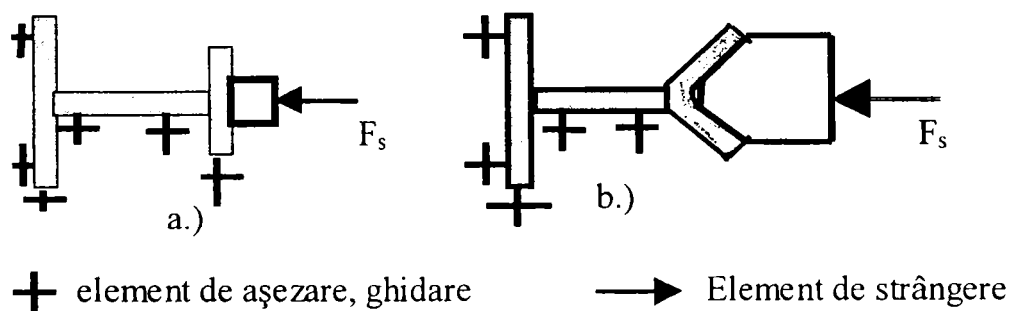 Fs
Fs
a.)
b.)
element de aşezare, ghidare
Element de strângere